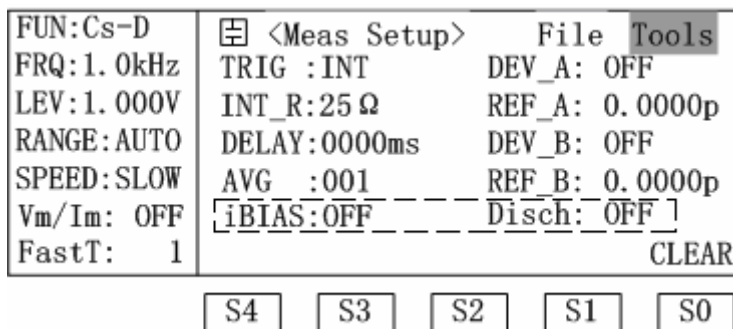 FUN:Cs-D
FRQ:1.0kHz
LEV:1.000V
RANGE:AUTO
SPEED:SLOW
Vm/Im: OFF
FastT: 1
<Meas Setup> File Tools
TRIG :INT DEV_A: OFF
INT_R:25Ω REF_A: 0.0000p
DELAY:0000ms DEV_B: OFF
AVG :001 REF_B: 0.0000p
iBIAS:OFF Disch: OFF
CLEAR
S4 S3 S2 S1 S0